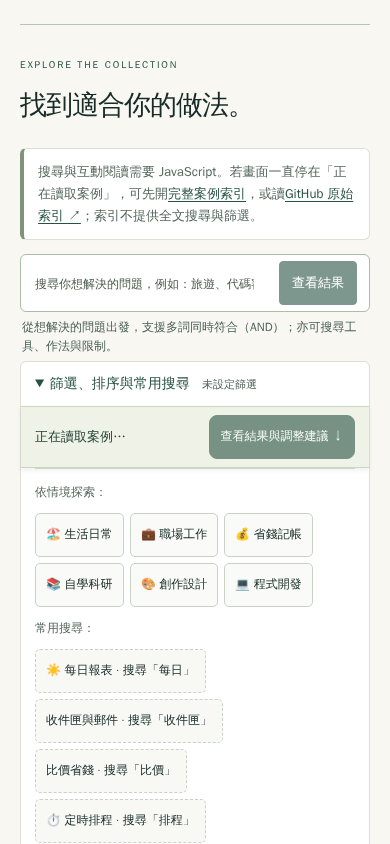 EXPLORE THE COLLECTION
找到適合你的做法。
搜尋與互動閱讀需要 JavaScript。若畫面一直停在「正
在讀取案例」，可先開完整案例索引，或讀GitHub 原始
索引 ↗；索引不提供全文搜尋與篩選。
搜尋你想解決的問題，例如：旅遊、代碼
查看結果
從想解決的問題出發，支援多詞同時符合（AND）；亦可搜尋工
具、作法與限制。
▼ 篩選、排序與常用搜尋 未設定篩選
正在讀取案例⋯
查看結果與調整建議 ↓
依情境探索：
🏖️ 生活日常 💼 職場工作 💰 省錢記帳
📚 自學科研 🎨 創作設計 💻 程式開發
常用搜尋：
☀️ 每日報表 · 搜尋「每日」
收件匣與郵件 · 搜尋「收件匣」
比價省錢 · 搜尋「比價」
⏱️ 定時排程 · 搜尋「排程」